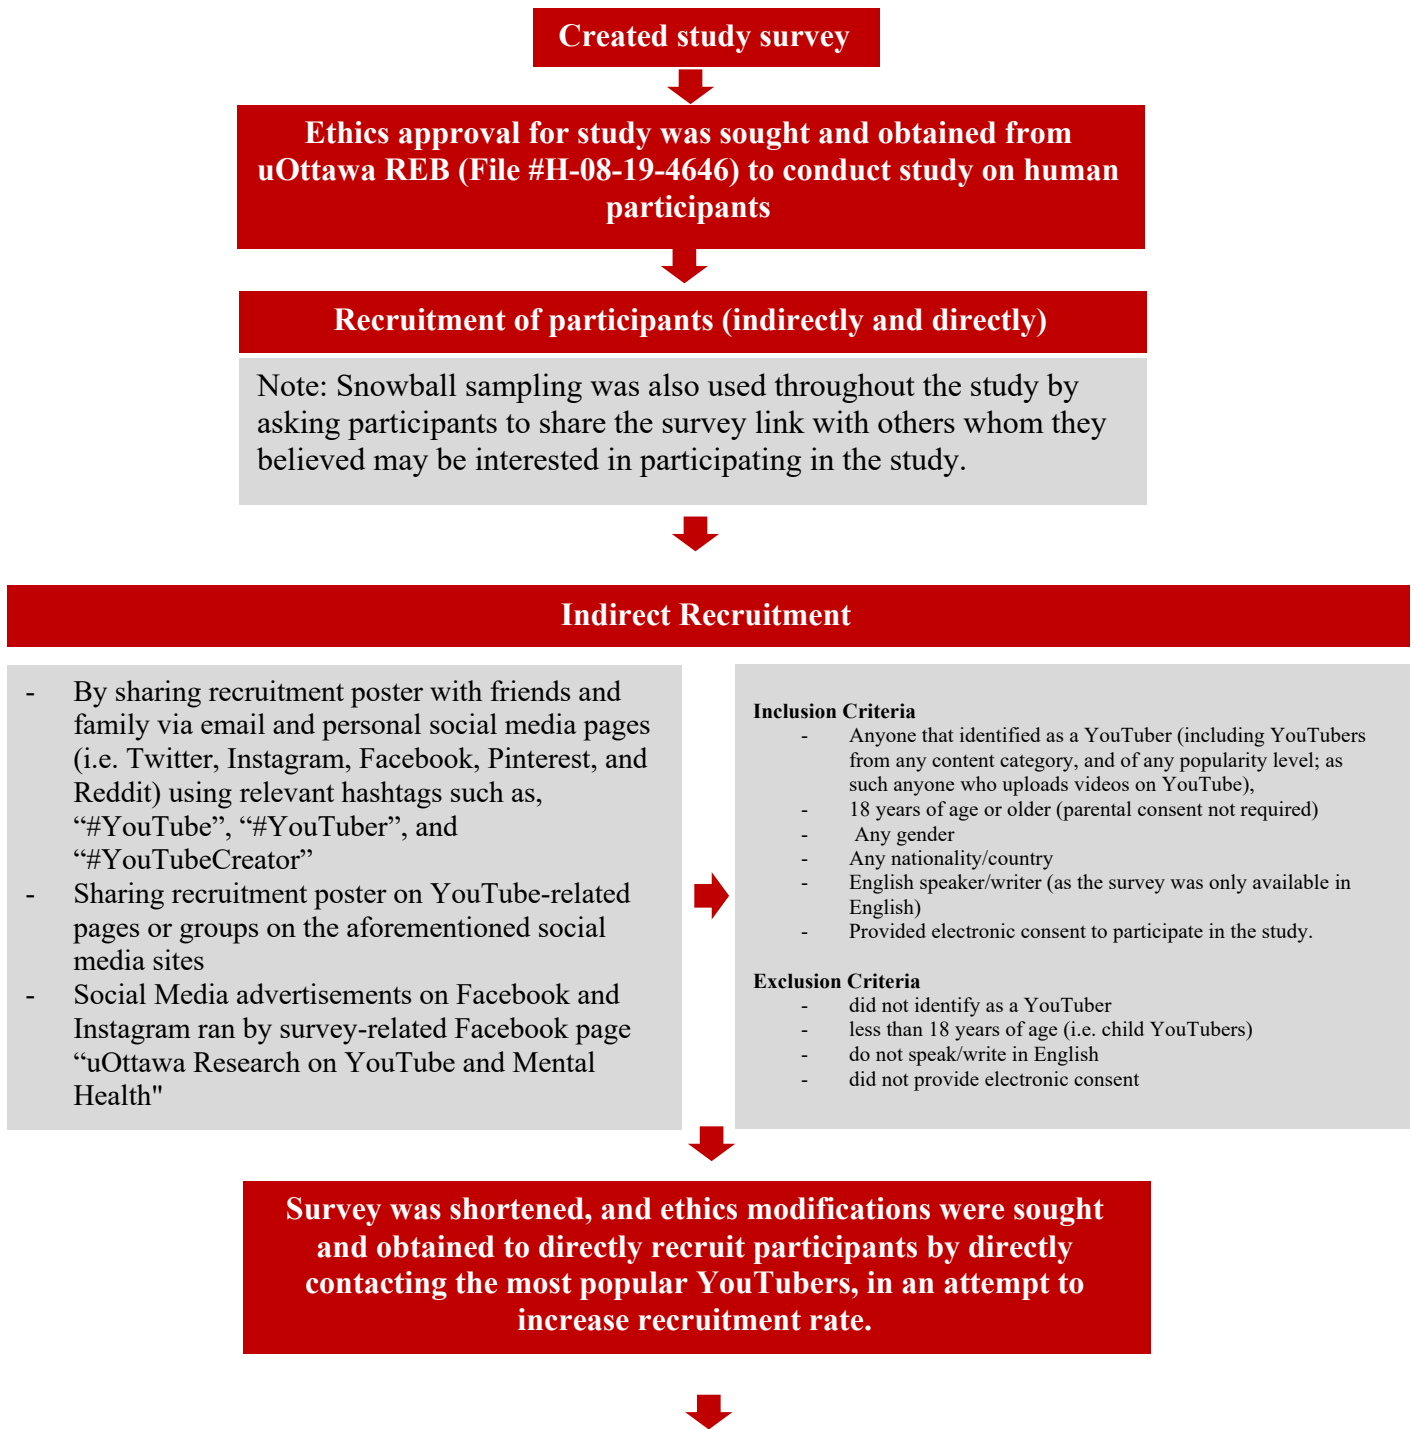 Created study survey
Ethics approval for study was sought and obtained from
uOttawa REB (File #H-08-19-4646) to conduct study on human
participants
Recruitment of participants (indirectly and directly)
Note: Snowball sampling was also used throughout the study by
asking participants to share the survey link with others whom they
believed may be interested in participating in the study.
Indirect Recruitment
- By sharing recruitment poster with friends and
family via email and personal social media pages
(i.e. Twitter, Instagram, Facebook, Pinterest, and
Reddit) using relevant hashtags such as,
“#YouTube”, “#YouTuber”, and
“#YouTubeCreator”
- Sharing recruitment poster on YouTube-related
pages or groups on the aforementioned social
media sites
- Social Media advertisements on Facebook and
Instagram ran by survey-related Facebook page
“uOttawa Research on YouTube and Mental
Health"
Inclusion Criteria
- Anyone that identified as a YouTuber (including YouTubers
from any content category, and of any popularity level; as
such anyone who uploads videos on YouTube),
- 18 years of age or older (parental consent not required)
- Any gender
- Any nationality/country
- English speaker/writer (as the survey was only available in
English)
- Provided electronic consent to participate in the study.
Exclusion Criteria
- did not identify as a YouTuber
- less than 18 years of age (i.e. child YouTubers)
- do not speak/write in English
- did not provide electronic consent
Survey was shortened, and ethics modifications were sought
and obtained to directly recruit participants by directly
contacting the most popular YouTubers, in an attempt to
increase recruitment rate.